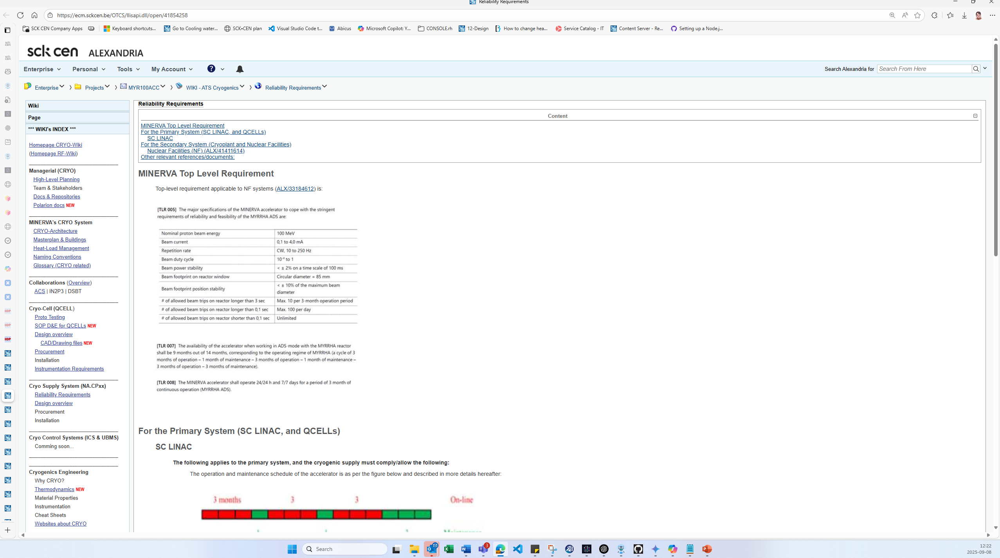 Reliability Requirements
https://ecm.sckcen.be/OTCS/llisapi.dll/open/41854258
SCK CEN Company Apps
Keyboard shortcuts...
Go to Cooling water...
SCK•CEN plan
Visual Studio Code t...
Abicus
Microsoft Copilot: Y...
CONSOLE.rh
12-Design
How to change hea...
Service Catalog - IT
Content Server - Re...
Setting up a Node.j...
sck cen ALEXANDRIA
Enterprise
Personal
Tools
My Account
?
Search Alexandria for
Search From Here
Enterprise
Projects
MYR100ACC
WIKI - ATS Cryogenics
Reliability Requirements
Wiki
Page
*** WIKI's INDEX ***
Homepage CRYO-Wiki
(Homepage RF-Wiki)
Managerial (CRYO)
High-Level Planning
Team & Stakeholders
Docs & Repositories
Polarion docs NEW
MINERVA's CRYO System
CRYO-Architecture
Masterplan & Buildings
Heat-Load Management
Naming Conventions
Glossary (CRYO related)
Collaborations (Overview)
ACS | IN2P3 | DSBT
Cryo-Cell (QCELL)
Proto Testing
SOP D&E for QCELLs NEW
Design overview
CAD/Drawing files NEW
Procurement
Installation
Instrumentation Requirements
Cryo Supply System (NA.CPxx)
Reliability Requirements
Design overview
Procurement
Installation
Cryo Control Systems (ICS & UBMS)
Comming soon...
Cryogenics Engineering
Why CRYO?
Thermodynamics NEW
Material Properties
Instrumentation
Cheat Sheets
Websites about CRYO
Reliability Requirements
Content
MINERVA Top Level Requirement
For the Primary System (SC LINAC, and QCELLs)
SC LINAC
For the Secondary System (Cryoplant and Nuclear Facilities)
Nuclear Facilities (NF) (ALX/41411614)
Other relevant references/documents:
MINERVA Top Level Requirement
Top-level requirement applicable to NF systems (ALX/33184612) is:
[TLR 005] The major specifications of the MINERVA accelerator to cope with the stringent
requirements of reliability and feasibility of the MYRRHA ADS are:
Nominal proton beam energy 100 MeV
Beam current 0,1 to 4,0 mA
Repetition rate CW, 10 to 250 Hz
Beam duty cycle 10⁻⁴ to 1
Beam power stability < ± 2% on a time scale of 100 ms
Beam footprint on reactor window Circular diameter = 85 mm
Beam footprint position stability < ± 10% of the maximum beam
diameter
# of allowed beam trips on reactor longer than 3 sec Max. 10 per 3-month operation period
# of allowed beam trips on reactor longer than 0,1 sec Max. 100 per day
# of allowed beam trips on reactor shorter than 0,1 sec Unlimited
[TLR 007] The availability of the accelerator when working in ADS-mode with the MYRRHA reactor
shall be 9 months out of 14 months, corresponding to the operating regime of MYRRHA (a cycle of 3
months of operation – 1 month of maintenance – 3 months of operation – 1 month of maintenance –
3 months of operation – 3 months of maintenance).
[TLR 008] The MINERVA accelerator shall operate 24/24 h and 7/7 days for a period of 3 month of
continuous operation (MYRRHA ADS).
For the Primary System (SC LINAC, and QCELLs)
SC LINAC
The following applies to the primary system, and the cryogenic supply must comply/allow the following:
The operation and maintenance schedule of the accelerator is as per the figure below and described in more details hereafter:
3 months 3 3 On-line
Search
3
12:22
2025-09-08